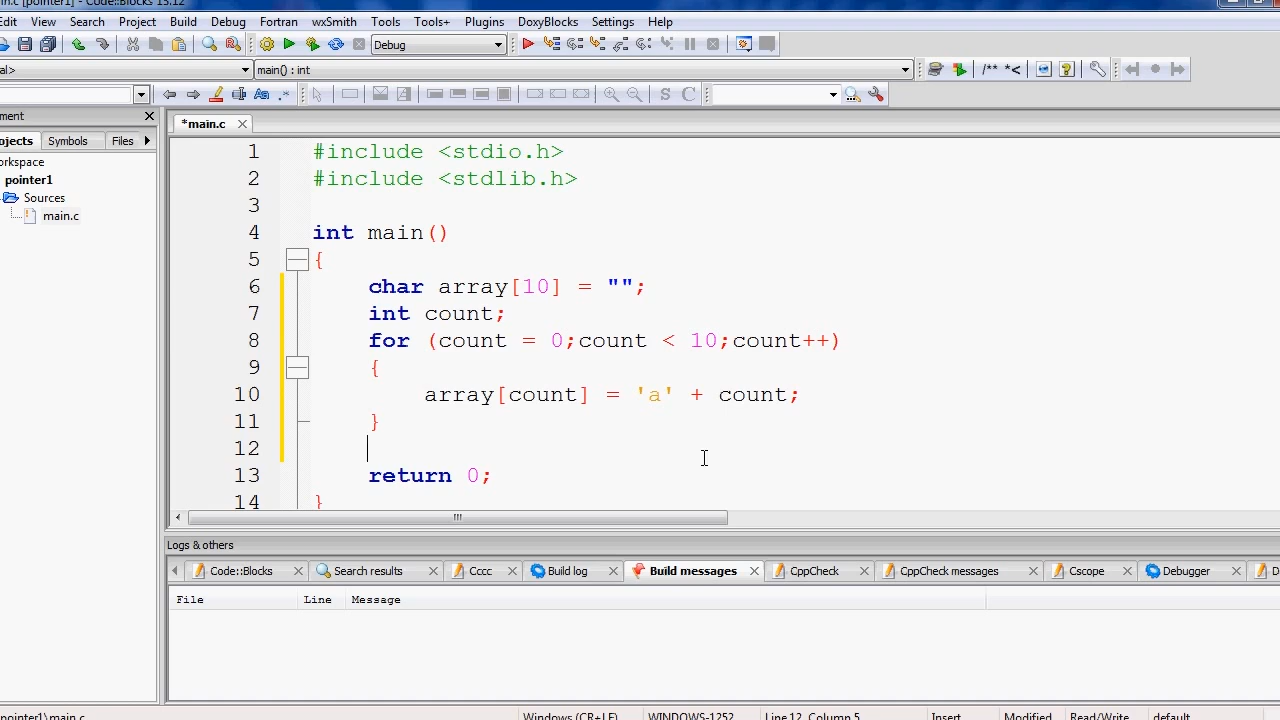 in.c [pointer1] - Code::Blocks 13.12
Edit View Search Project Build Debug Fortran wxSmith Tools Tools+ Plugins DoxyBlocks Settings Help
Debug
al> main() : int
/** *<
Aa .* S C
ment
ojects Symbols Files
orkspace
pointer1
Sources
main.c
*main.c
1 #include <stdio.h>
2 #include <stdlib.h>
3
4 int main()
5 {
6 char array[10] = "";
7 int count;
8 for (count = 0;count < 10;count++)
9 {
10 array[count] = 'a' + count;
11 }
12
13 return 0;
14 }
Logs & others
Code::Blocks Search results Cccc Build log Build messages CppCheck CppCheck messages Cscope Debugger D
File Line Message
pointer1\main.c Windows (CR+LF) WINDOWS-1252 Line 12, Column 5 Insert Modified Read/Write default